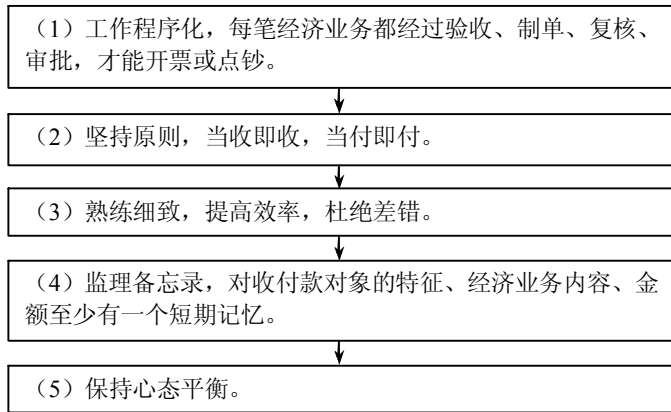 （1）工作程序化，每笔经济业务都经过验收、制单、复核、
审批，才能开票或点钞。
（2）坚持原则，当收即收，当付即付。
（3）熟练细致，提高效率，杜绝差错。
（4）监理备忘录，对收付款对象的特征、经济业务内容、金
额至少有一个短期记忆。
（5）保持心态平衡。